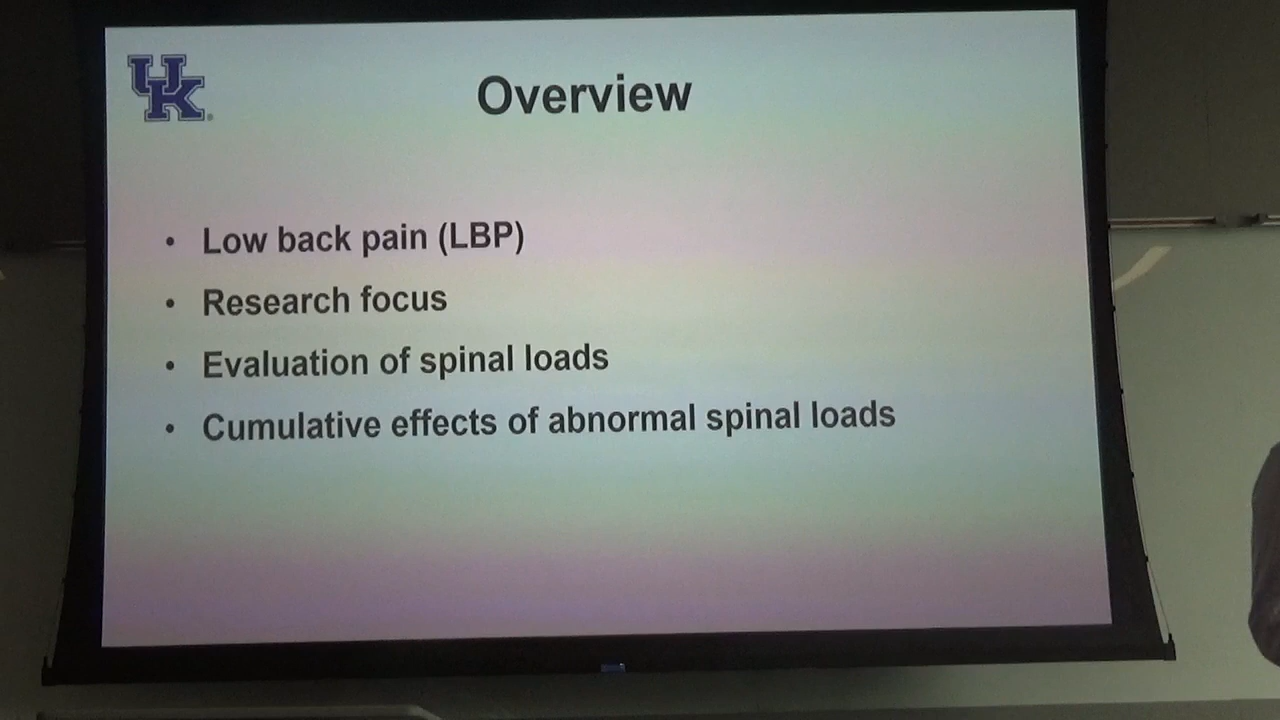 UK
Overview
• Low back pain (LBP)
• Research focus
• Evaluation of spinal loads
• Cumulative effects of abnormal spinal loads